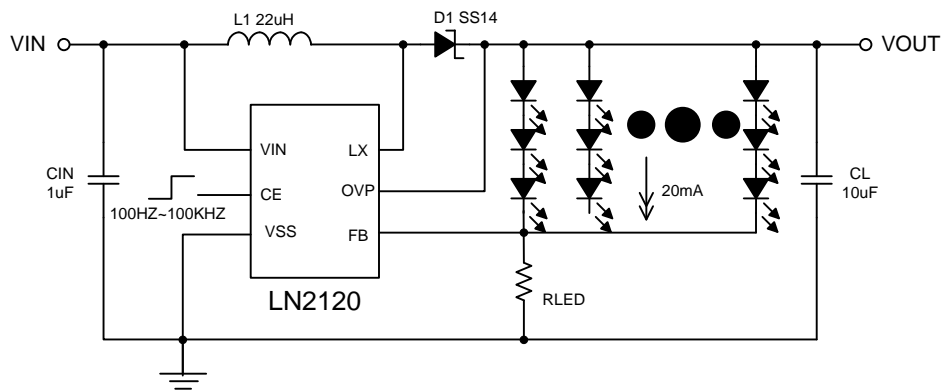 L1 22uH
D1 SS14
VIN
VOUT
VIN
LX
CIN
1uF
CE
OVP
20mA
CL
10uF
100HZ~100KHZ
VSS
FB
LN2120
RLED